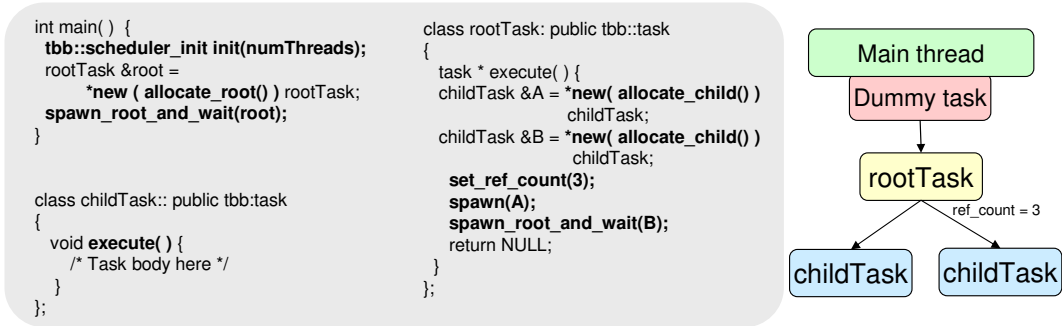 int main( ) {
tbb::scheduler_init init(numThreads);
rootTask &root =
*new ( allocate_root() ) rootTask;
spawn_root_and_wait(root);
}
class childTask:: public tbb:task
{
void execute( ) {
/* Task body here */
}
};
class rootTask: public tbb::task
{
task * execute( ) {
childTask &A = *new( allocate_child() )
childTask;
childTask &B = *new( allocate_child() )
childTask;
set_ref_count(3);
spawn(A);
spawn_root_and_wait(B);
return NULL;
}
};
Main thread
Dummy task
rootTask
ref_count = 3
childTask childTask